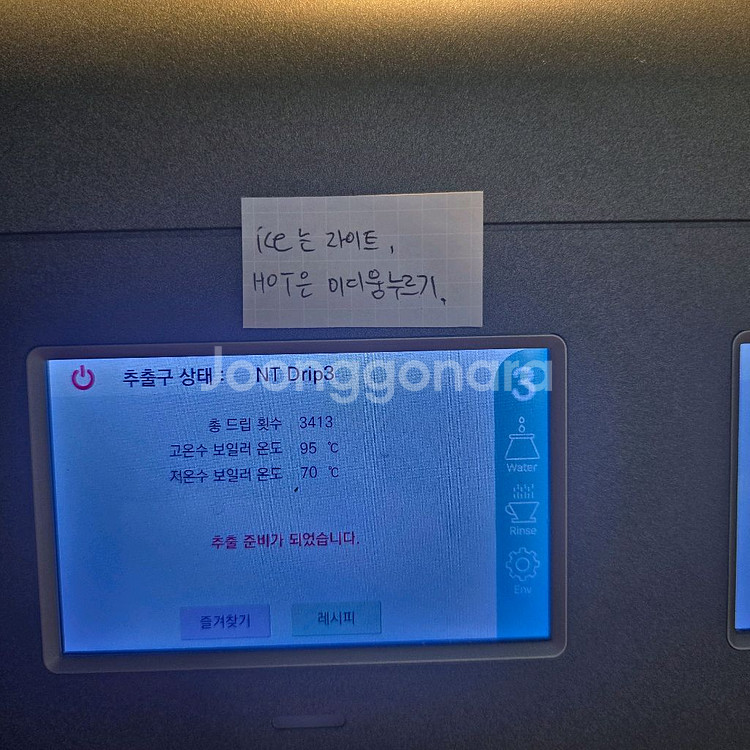 ice는 라이트,
HOT은 미디움누르기.
Joonggonara
추출구 상태 : NT Drip3
3
총 드립 횟수 3413
고온수 보일러 온도 95 ℃
저온수 보일러 온도 70 ℃
Water
Rinse
추출 준비가 되었습니다.
Env
즐겨찾기 레시피